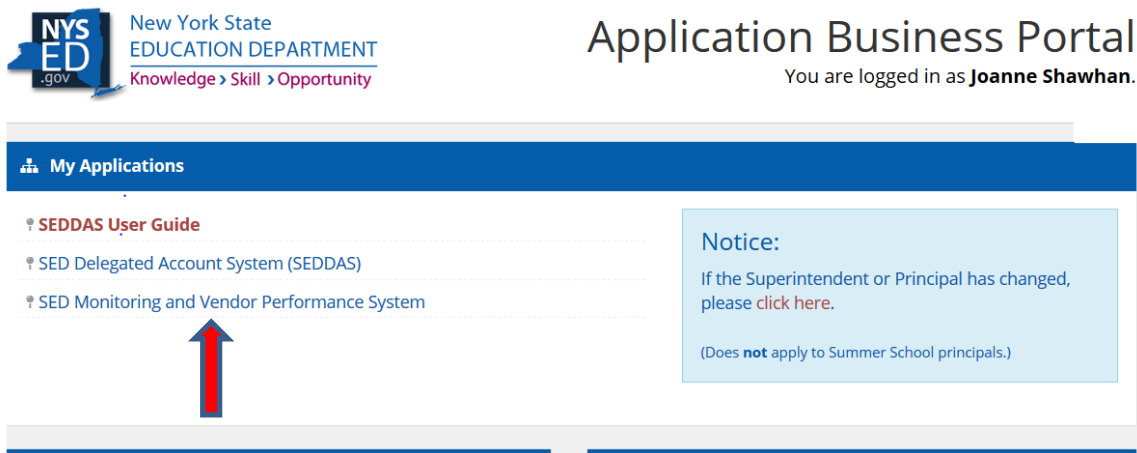 NYS
ED
.gov
New York State
EDUCATION DEPARTMENT
Knowledge › Skill › Opportunity
Application Business Portal
You are logged in as Joanne Shawhan.
My Applications
SEDDAS User Guide
SED Delegated Account System (SEDDAS)
SED Monitoring and Vendor Performance System
Notice:
If the Superintendent or Principal has changed,
please click here.
(Does not apply to Summer School principals.)